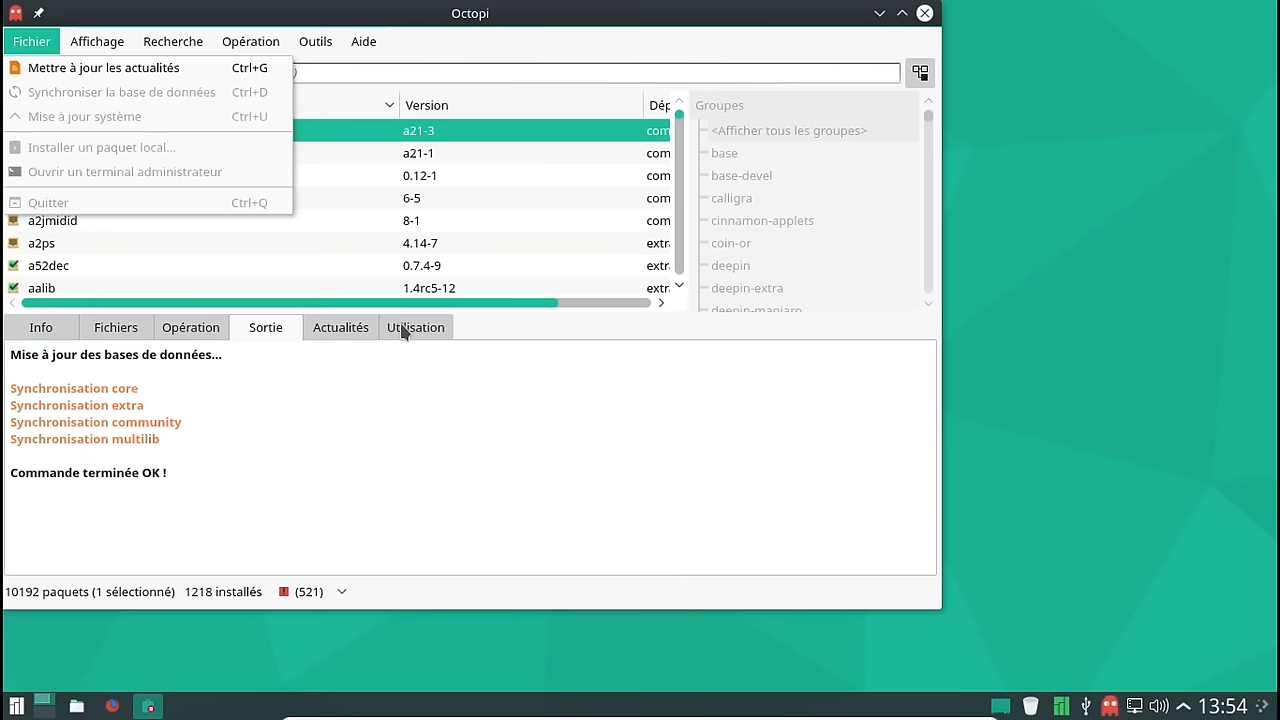 Octopi
Fichier Affichage Recherche Opération Outils Aide
Mettre à jour les actualités Ctrl+G
Synchroniser la base de données Ctrl+D
Mise à jour système Ctrl+U
Installer un paquet local...
Ouvrir un terminal administrateur
Quitter Ctrl+Q
Version Dép
a21-3 com
a21-1 com
0.12-1 com
6-5 com
a2jmidid 8-1 com
a2ps 4.14-7 extr
a52dec 0.7.4-9 extr
aalib 1.4rc5-12 extr
Groupes
<Afficher tous les groupes>
base
base-devel
calligra
cinnamon-applets
coin-or
deepin
deepin-extra
deepin-manjaro
Info Fichiers Opération Sortie Actualités Utilisation
Mise à jour des bases de données...
Synchronisation core
Synchronisation extra
Synchronisation community
Synchronisation multilib
Commande terminée OK !
10192 paquets (1 sélectionné) 1218 installés (521)
13:54